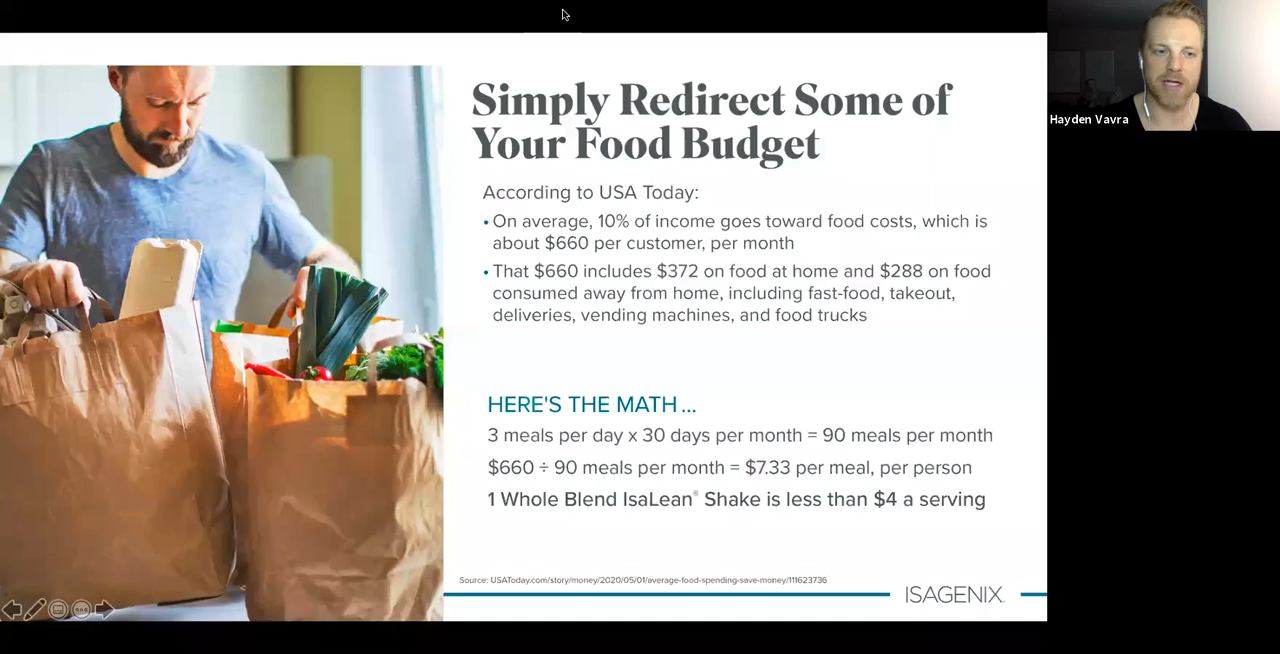 Simply Redirect Some of
Your Food Budget
According to USA Today:
• On average, 10% of income goes toward food costs, which is
about $660 per customer, per month
• That $660 includes $372 on food at home and $288 on food
consumed away from home, including fast-food, takeout,
deliveries, vending machines, and food trucks
HERE'S THE MATH...
3 meals per day x 30 days per month = 90 meals per month
$660 ÷ 90 meals per month = $7.33 per meal, per person
1 Whole Blend IsaLean® Shake is less than $4 a serving
Source: USAToday.com/story/money/2020/05/01/average-food-spending-save-money/111623736
ISAGENIX
Hayden Vavra